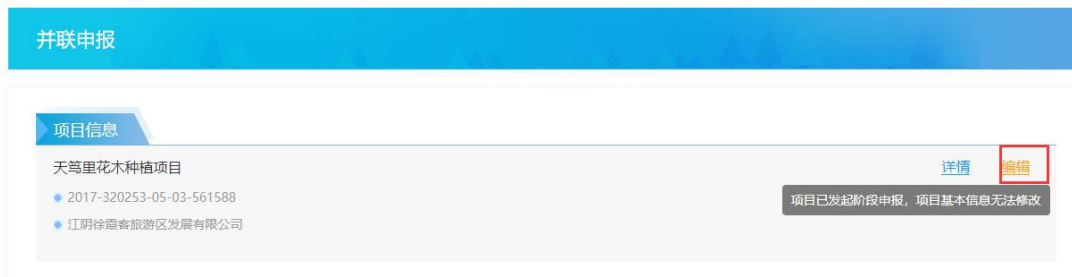 并联申报
项目信息
天笃里花木种植项目 详情 编辑
2017-320253-05-03-561588 项目已发起阶段申报，项目基本信息无法修改
江阴徐霞客旅游区发展有限公司